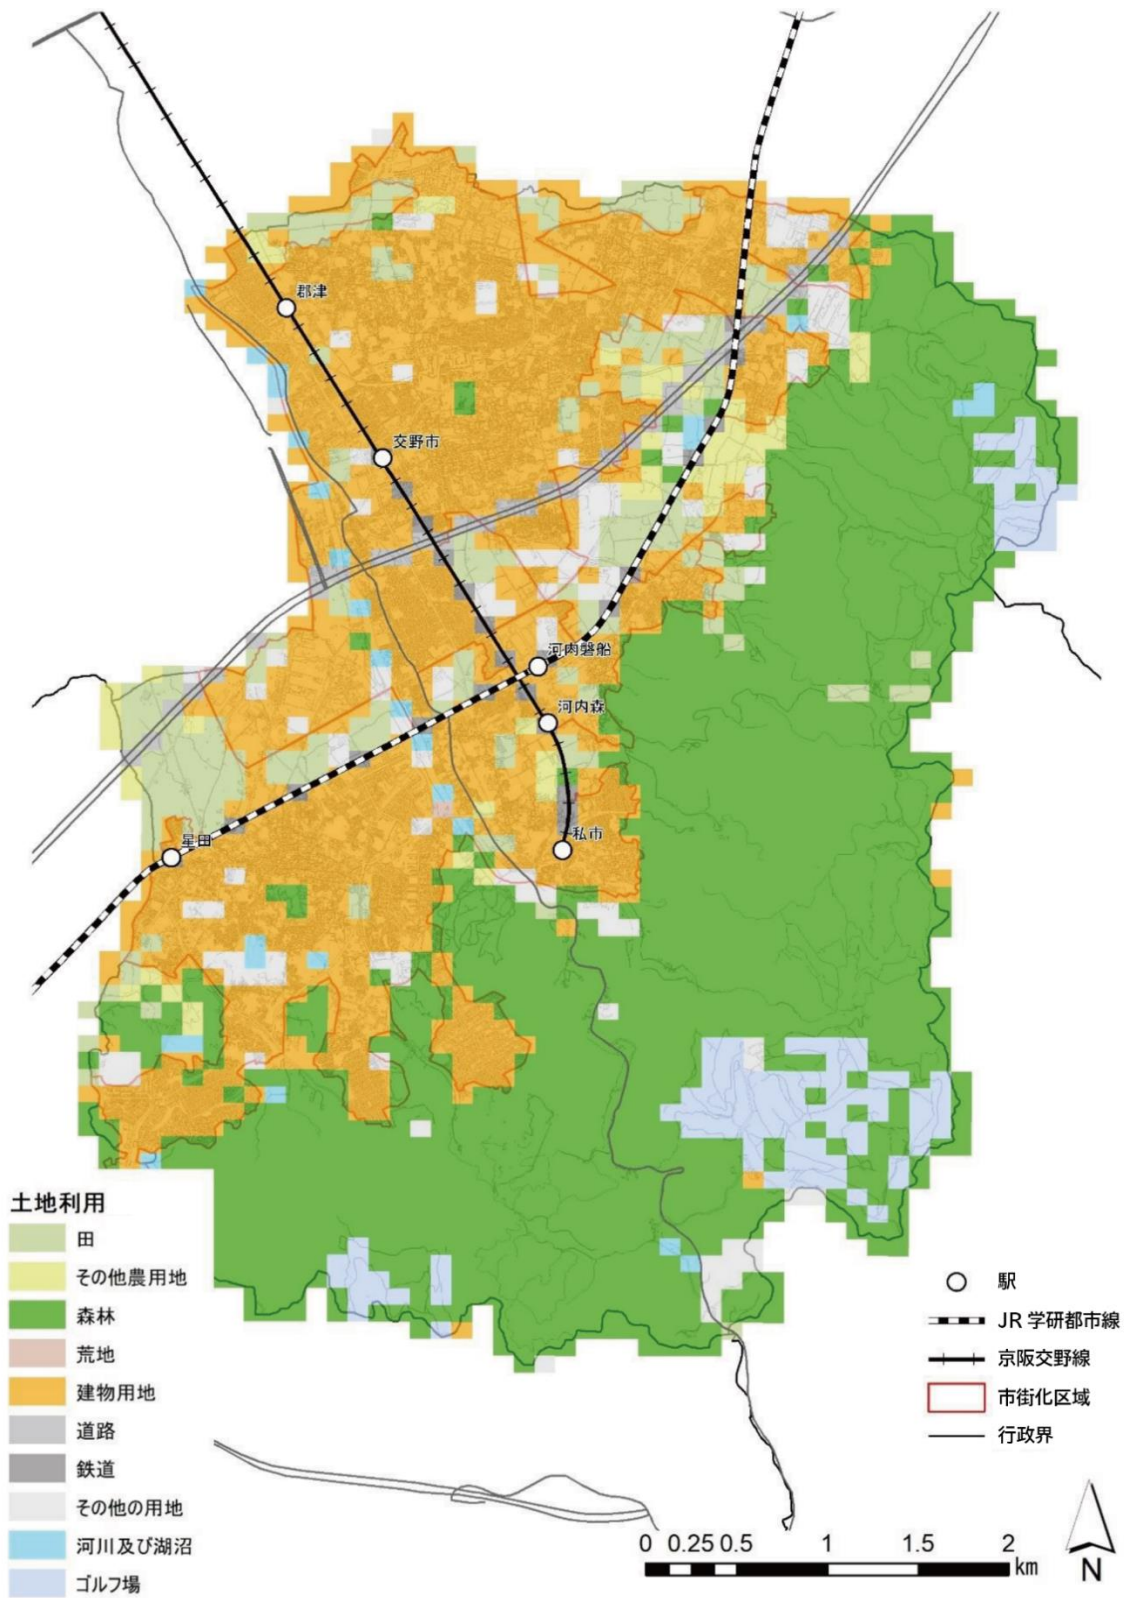 郡津
交野市
河内磐船
河内森
私市
星田
土地利用
田
その他農用地
森林
荒地
建物用地
道路
鉄道
その他の用地
河川及び湖沼
ゴルフ場
駅
JR 学研都市線
京阪交野線
市街化区域
行政界
0 0.25 0.5 1 1.5 2
km
N